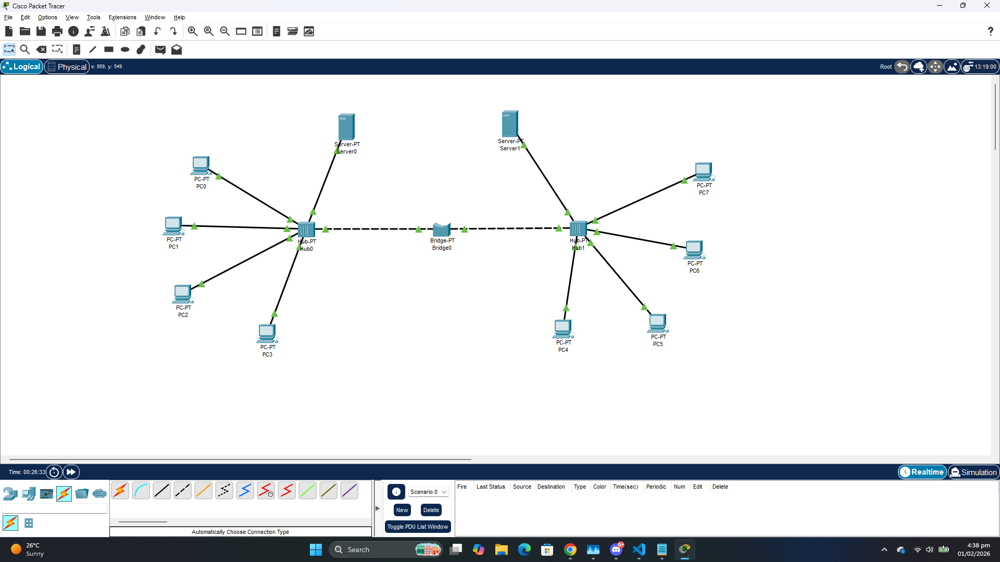 Cisco Packet Tracer
File Edit Options View Tools Extensions Window Help
?
Logical Physical x: 959, y: 549 Root 13:19:00
Server-PT
Server0
Server-PT
Server1
PC-PT
PC0
PC-PT
PC7
PC-PT
PC1
Hub-PT
Hub0
Bridge-PT
Bridge0
Hub-PT
Hub1
PC-PT
PC6
PC-PT
PC2
PC-PT
PC3
PC-PT
PC4
PC-PT
PC5
Time: 00:26:33 Realtime Simulation
Scenario 0
New Delete
Toggle PDU List Window
Fire Last Status Source Destination Type Color Time(sec) Periodic Num Edit Delete
Automatically Choose Connection Type
26°C
Sunny
Search
9+
4:38 pm
01/02/2026